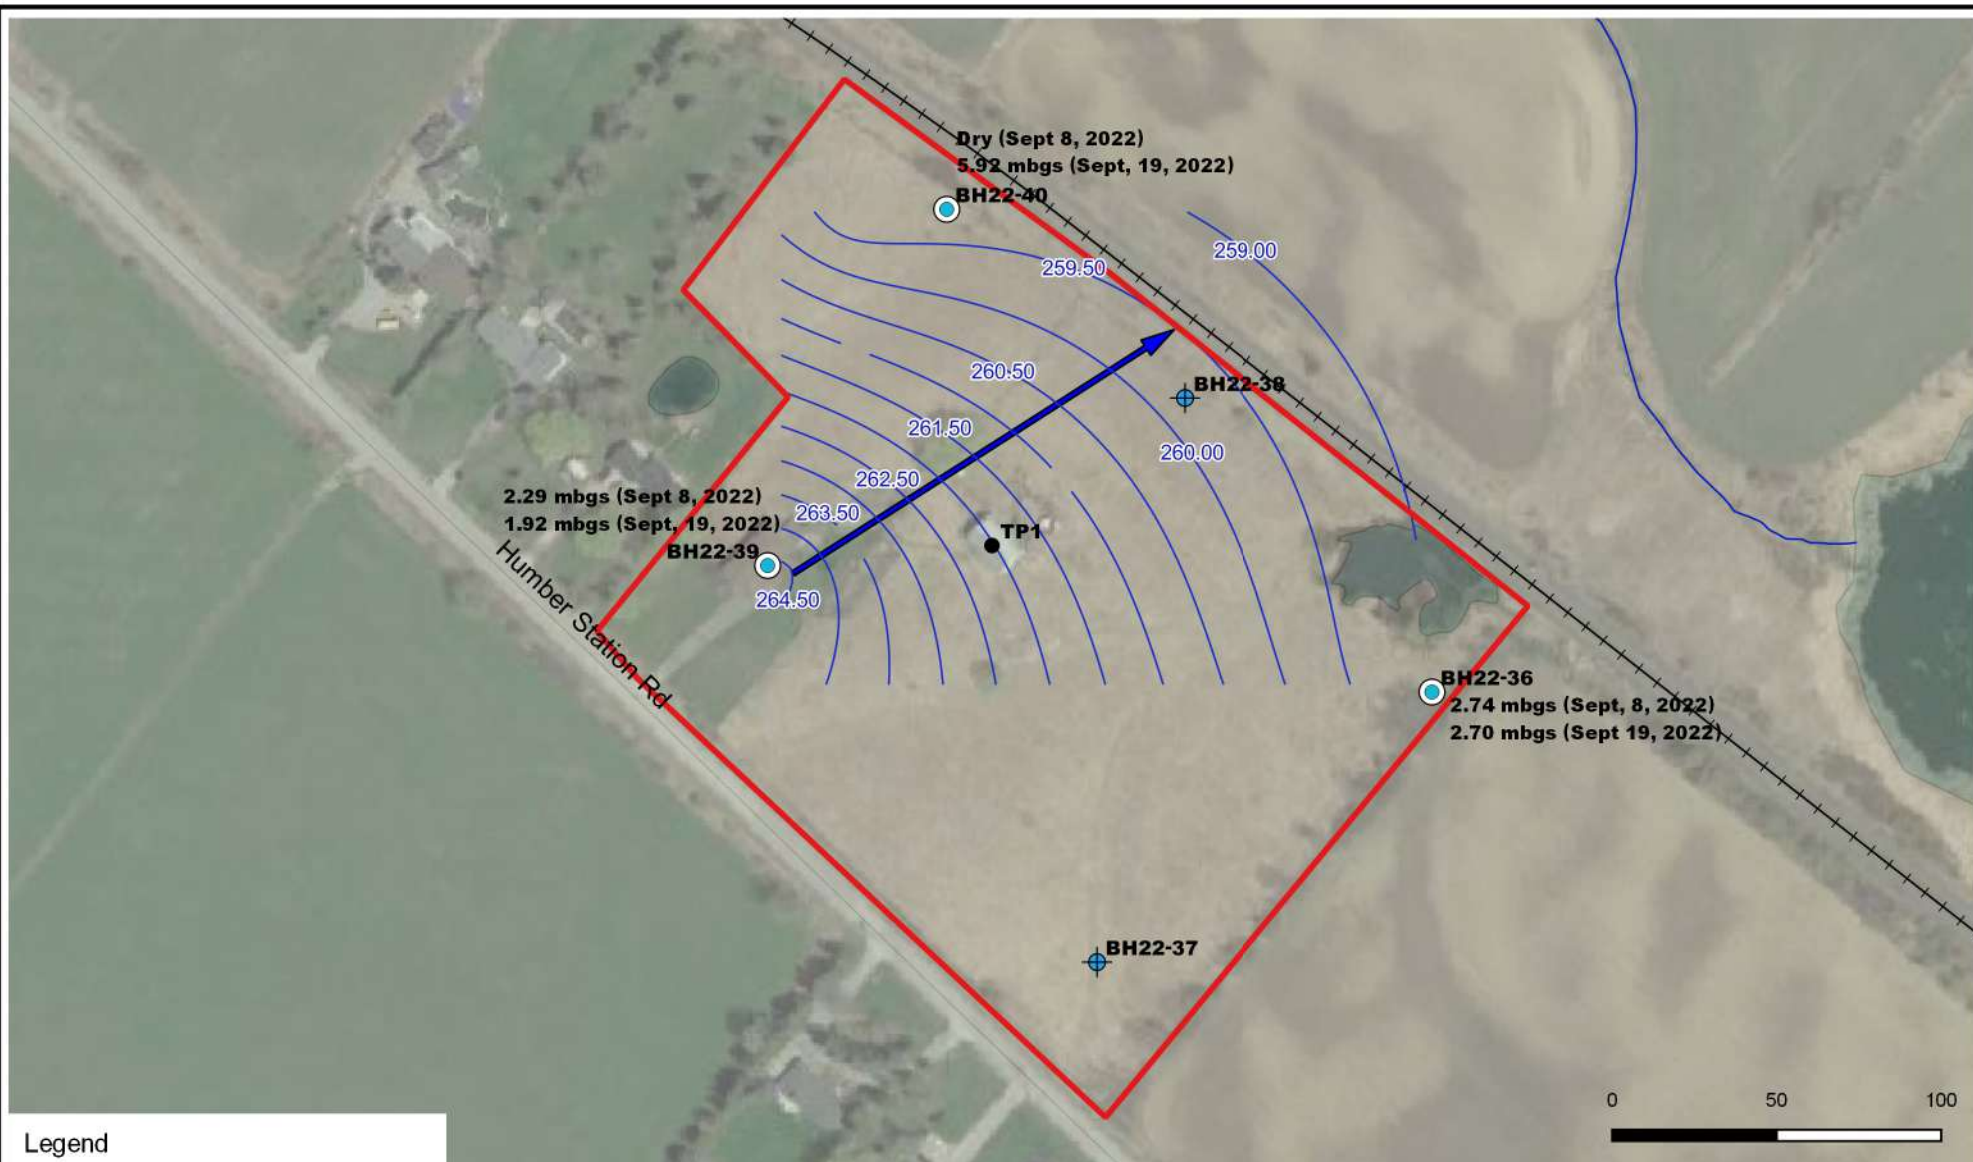 Dry (Sept 8, 2022)
5.92 mbgs (Sept, 19, 2022)
BH22-40
259.00
259.50
260.50
BH22-38
261.50
260.00
262.50
2.29 mbgs (Sept 8, 2022)
263.50
1.92 mbgs (Sept, 19, 2022)
TP1
BH22-39
264.50
Humber Station Rd
BH22-36
2.74 mbgs (Sept, 8, 2022)
2.70 mbgs (Sept 19, 2022)
BH22-37
0 50 100
Legend